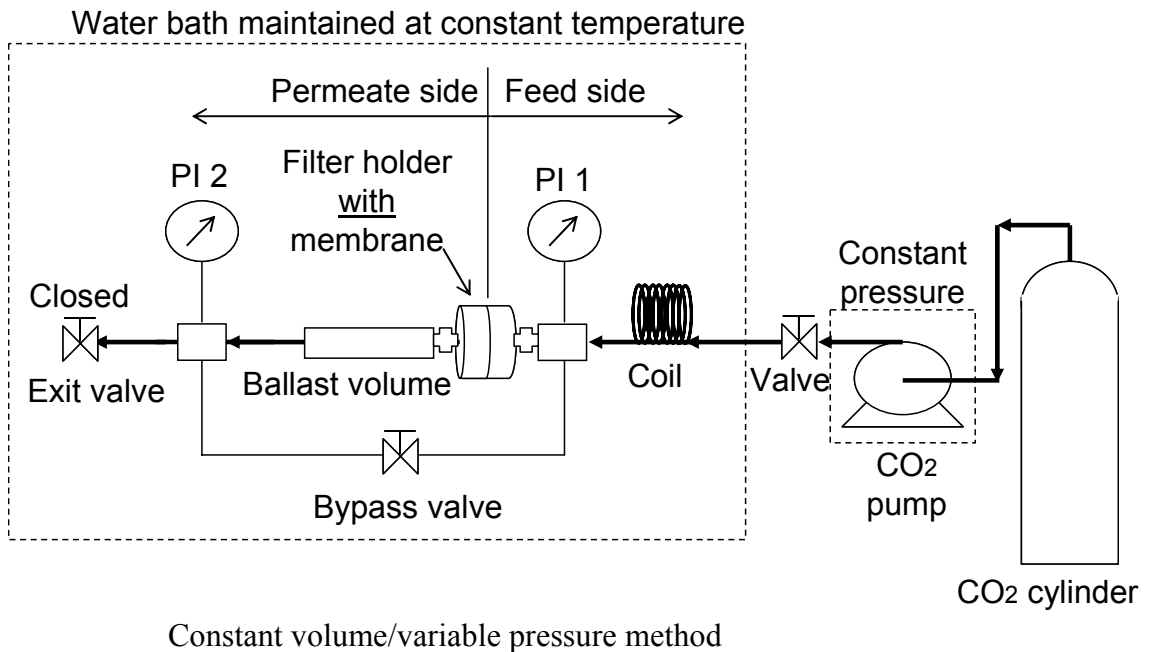 Water bath maintained at constant temperature
Permeate side
Feed side
PI 2
Filter holder
with
membrane
PI 1
Constant
pressure
Closed
Exit valve
Ballast volume
Coil
Valve
CO2
pump
Bypass valve
CO2 cylinder
Constant volume/variable pressure method